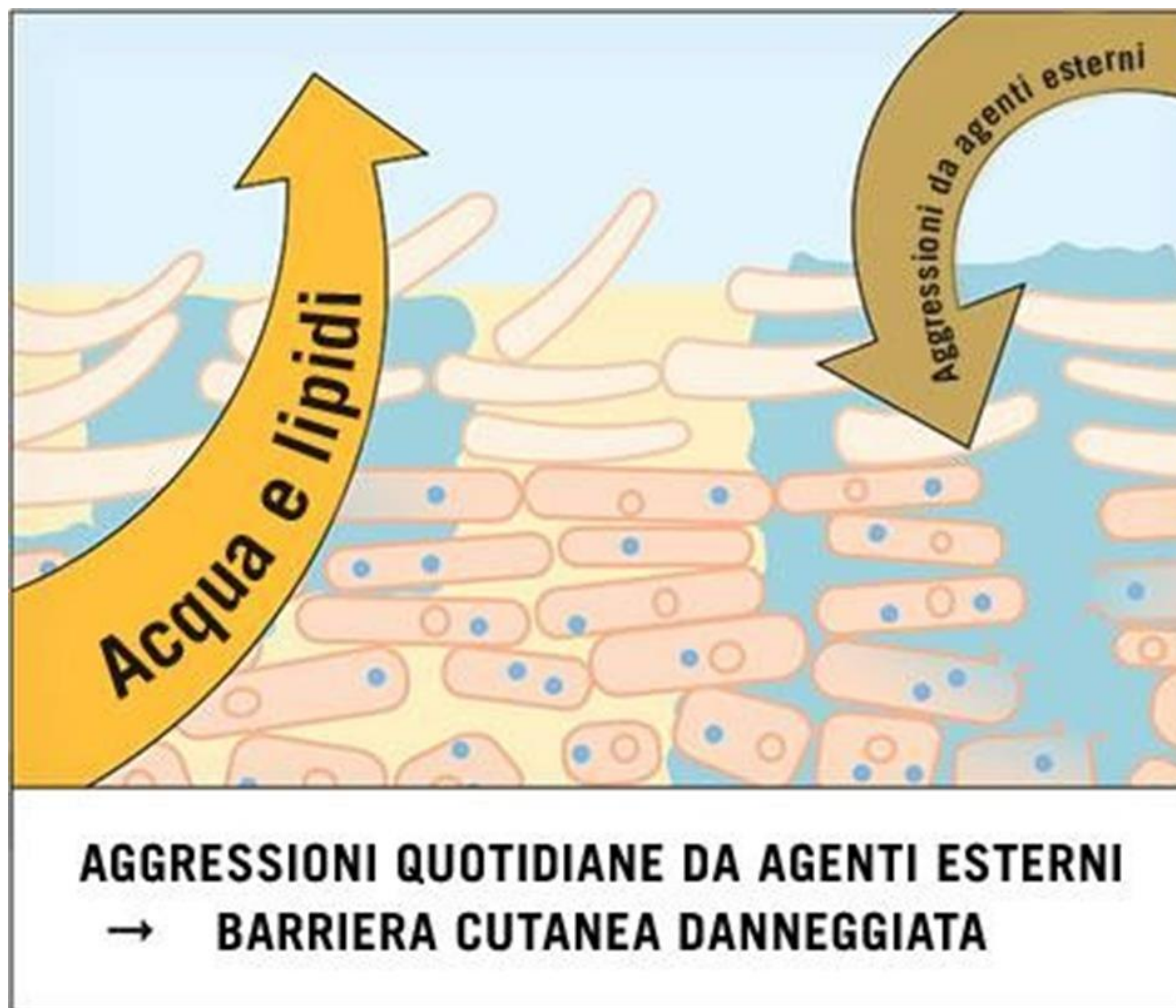 Acqua e lipidi
Aggressioni da agenti esterni
AGGRESSIONI QUOTIDIANE DA AGENTI ESTERNI
→ BARRIERA CUTANEA DANNEGGIATA